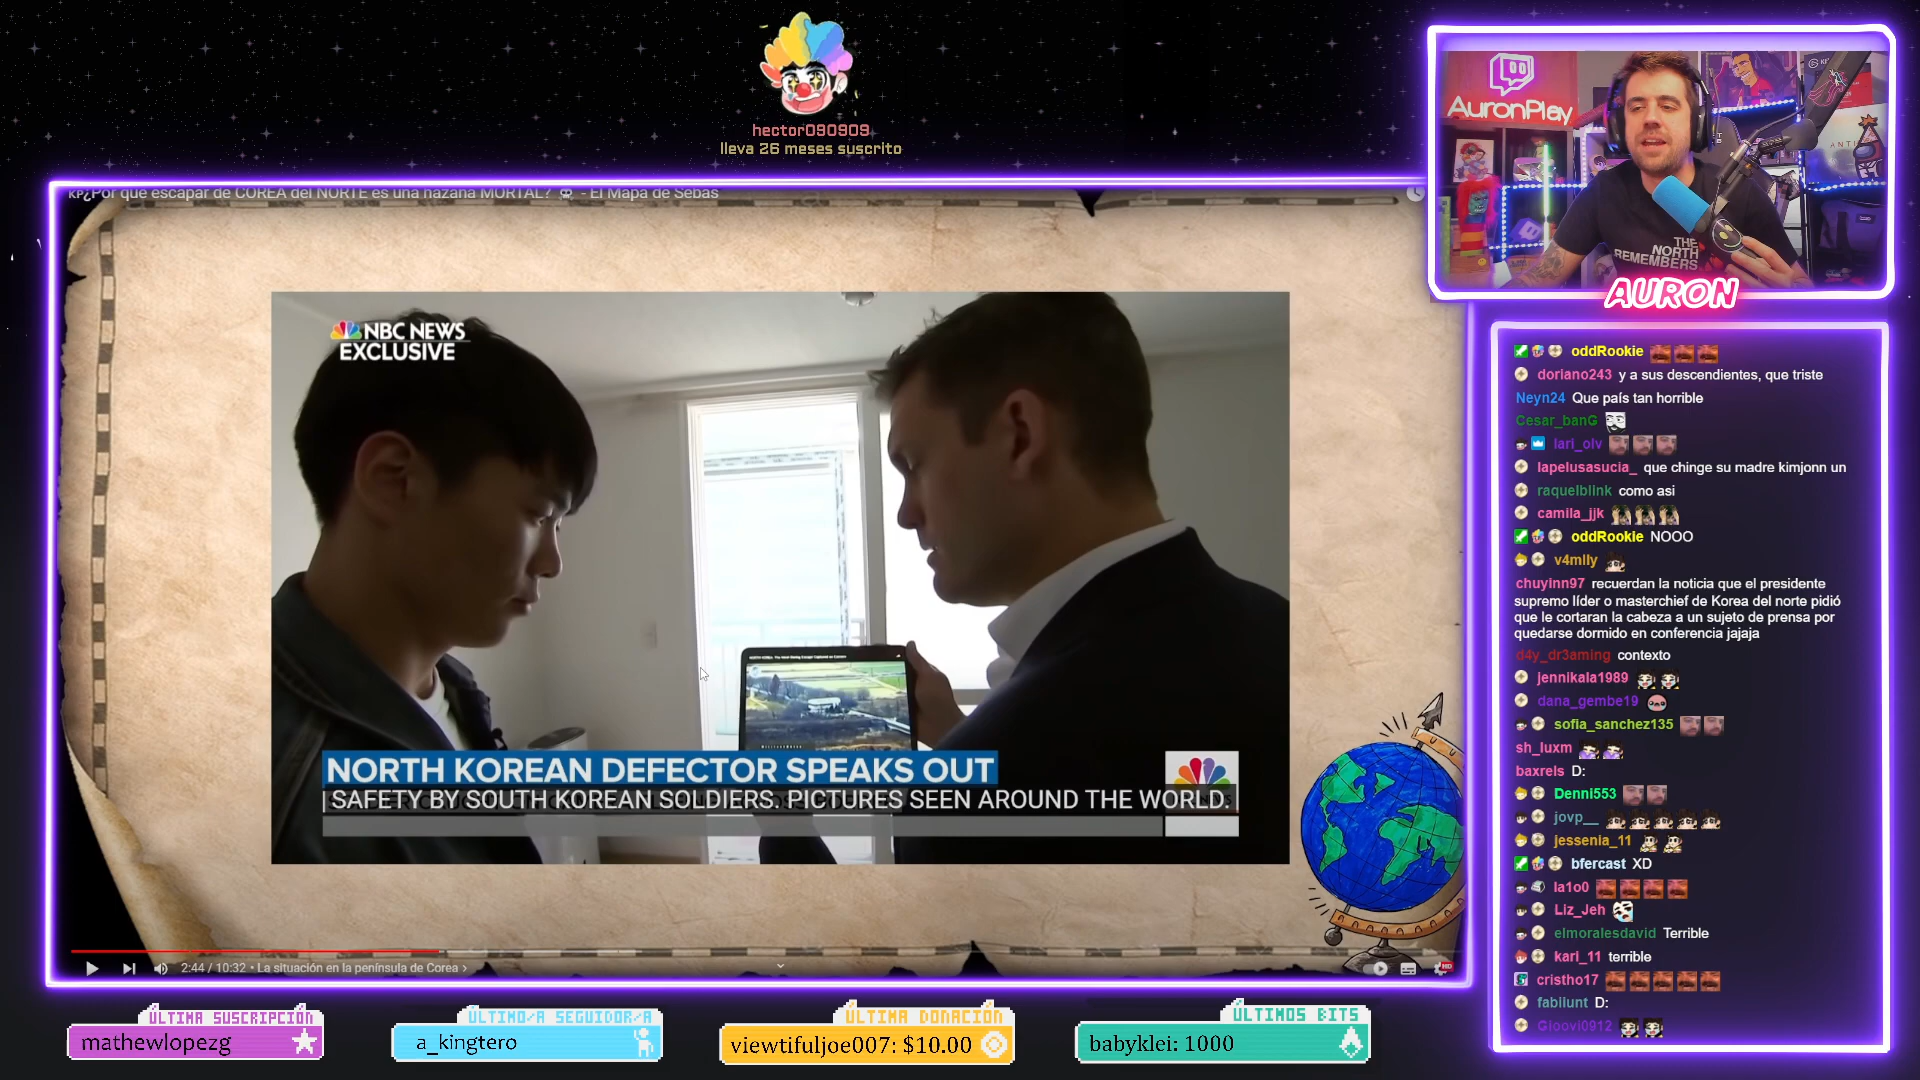 hector090909
lleva 26 meses suscrito
¿Por qué escapar de COREA del NORTE es una hazaña MORTAL? - El Mapa de Sebas
AuronPlay
THE
NORTH
REMEMBERS
AURON
NBC NEWS
EXCLUSIVE
NORTH KOREAN DEFECTOR SPEAKS OUT
SAFETY BY SOUTH KOREAN SOLDIERS. PICTURES SEEN AROUND THE WORLD.
2:44 / 10:32 • La situación en la península de Corea ›
HD
oddRookie
doriano243 y a sus descendientes, que triste
Neyn24 Que país tan horrible
Cesar_banG
lari_olv
lapelusasucia_ que chinge su madre kimjonn un
raquelblink como asi
camila_jjk
oddRookie NOOO
v4mlly
chuyinn97 recuerdan la noticia que el presidente
supremo líder o masterchief de Korea del norte pidió
que le cortaran la cabeza a un sujeto de prensa por
quedarse dormido en conferencia jajaja
d4y_dr3aming contexto
jennikala1989
dana_gembe19
sofia_sanchez135
sh_luxm
baxrels D:
Denni553
jovp__
jessenia_11
bfercast XD
la1o0
Liz_Jeh
elmoralesdavid Terrible
kari_11 terrible
cristho17
fabilunt D:
Gioovi0912
ÚLTIMA SUSCRIPCIÓN
mathewlopezg
ÚLTIMO/A SEGUIDOR/A
a_kingtero
ÚLTIMA DONACIÓN
viewtifuljoe007: $10.00
ÚLTIMOS BITS
babyklei: 1000